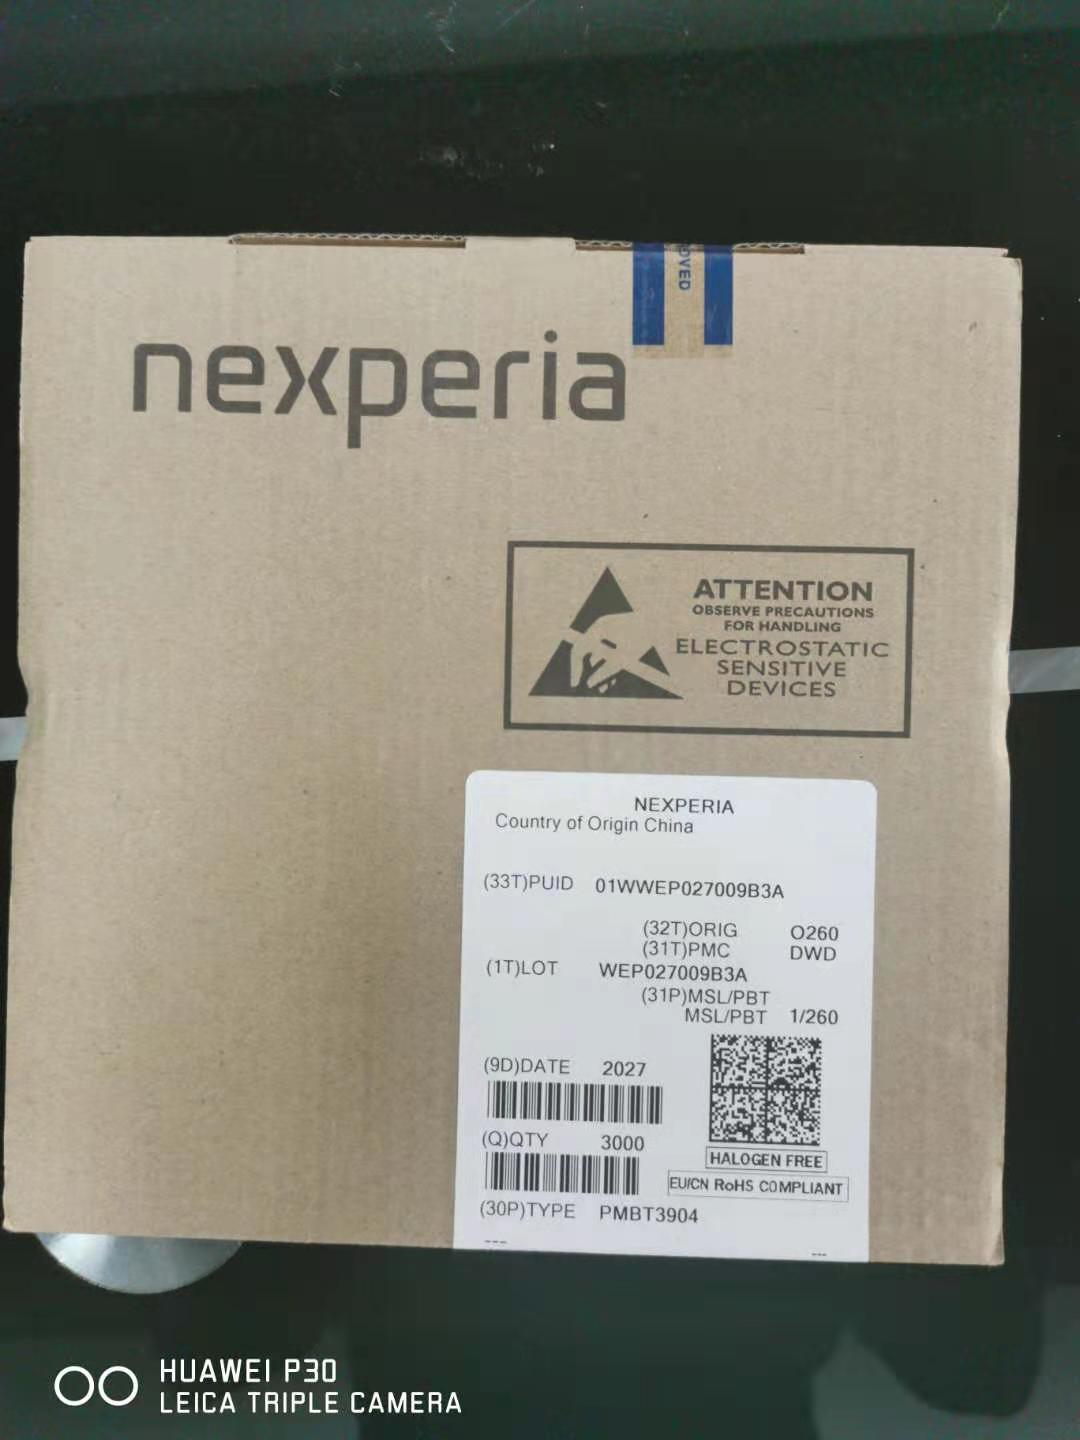 OVED
nexperia
ATTENTION
OBSERVE PRECAUTIONS
FOR HANDLING
ELECTROSTATIC
SENSITIVE
DEVICES
NEXPERIA
Country of Origin China
(33T)PUID 01WWEP027009B3A
(32T)ORIG O260
(31T)PMC DWD
(1T)LOT WEP027009B3A
(31P)MSL/PBT
MSL/PBT 1/260
(9D)DATE 2027
(Q)QTY 3000
HALOGEN FREE
EU/CN RoHS COMPLIANT
(30P)TYPE PMBT3904
--- ---
HUAWEI P30
LEICA TRIPLE CAMERA